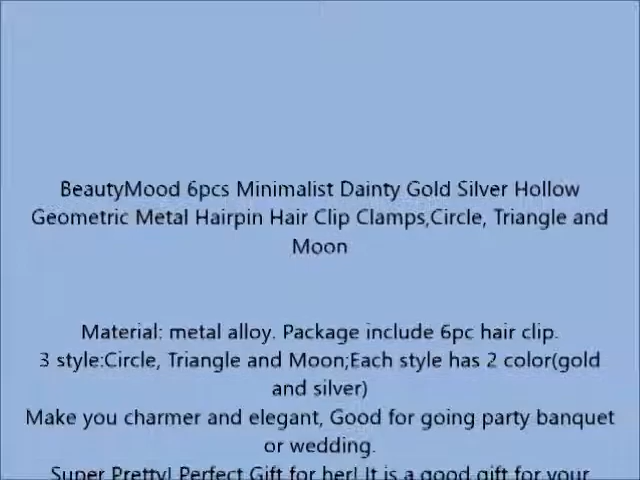 BeautyMood 6pcs Minimalist Dainty Gold Silver Hollow
Geometric Metal Hairpin Hair Clip Clamps,Circle, Triangle and
Moon
Material: metal alloy. Package include 6pc hair clip.
3 style:Circle, Triangle and Moon;Each style has 2 color(gold
and silver)
Make you charmer and elegant, Good for going party banquet
or wedding.
Super Pretty! Perfect Gift for her! It is a good gift for your